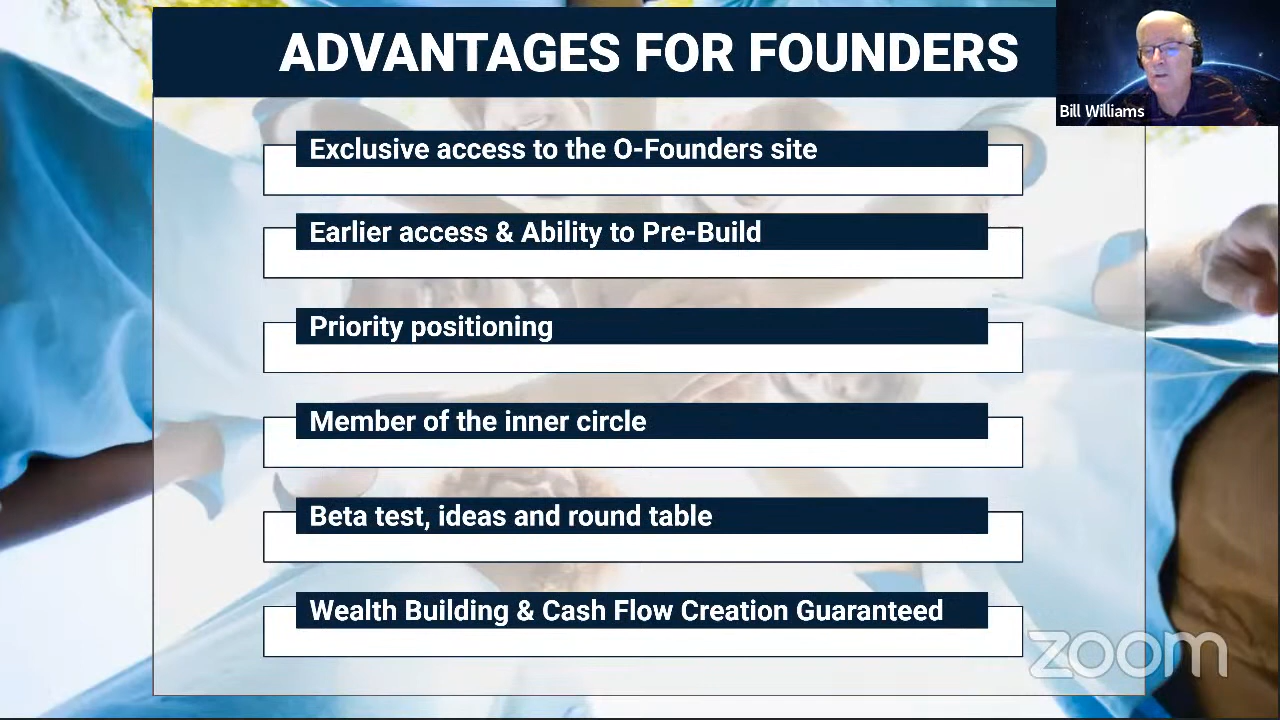 ADVANTAGES FOR FOUNDERS
Bill Williams
Exclusive access to the O-Founders site
Earlier access & Ability to Pre-Build
Priority positioning
Member of the inner circle
Beta test, ideas and round table
Wealth Building & Cash Flow Creation Guaranteed
zoom